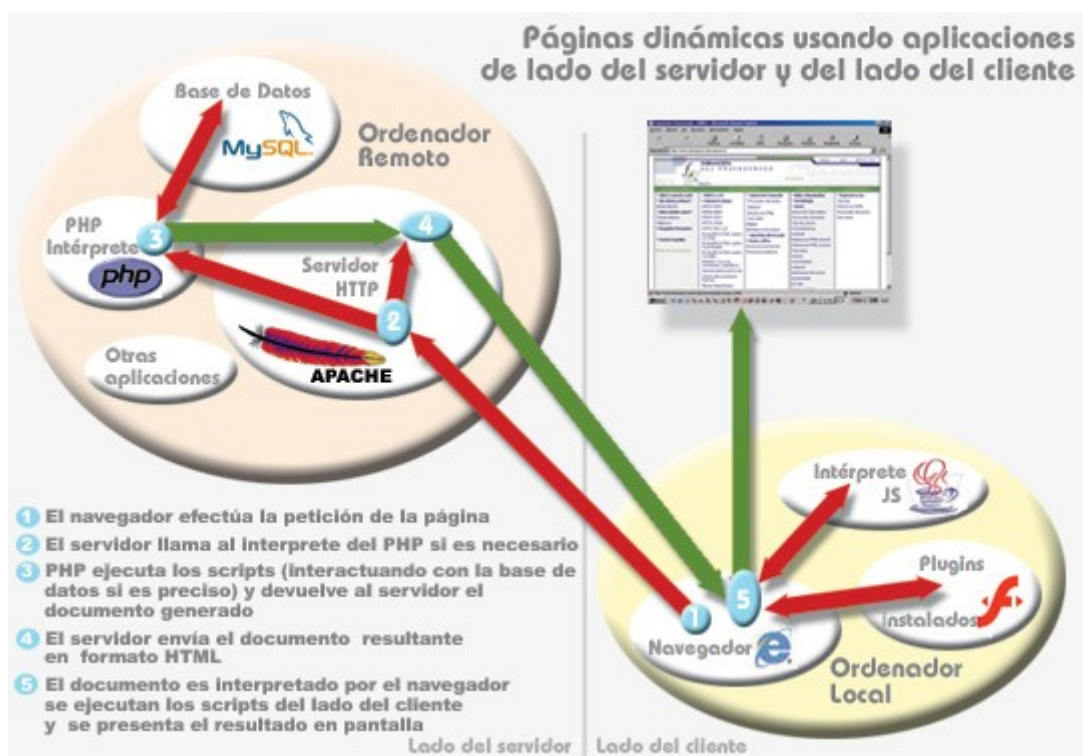 Páginas dinámicas usando aplicaciones
de lado del servidor y del lado del cliente
Base de Datos
MySQL
Ordenador
Remoto
PHP
Intérprete
3
php
4
Servidor
HTTP
2
APACHE
Otras
aplicaciones
Intérprete
JS
Plugins
instalados
1
5
Navegador
Ordenador
Local
1 El navegador efectúa la petición de la página
2 El servidor llama al interprete del PHP si es necesario
3 PHP ejecuta los scripts (interactuando con la base de
datos si es preciso) y devuelve al servidor el
documento generado
4 El servidor envía el documento resultante
en formato HTML
5 El documento es interpretado por el navegador
se ejecutan los scripts del lado del cliente
y se presenta el resultado en pantalla
Lado del servidor
Lado del cliente